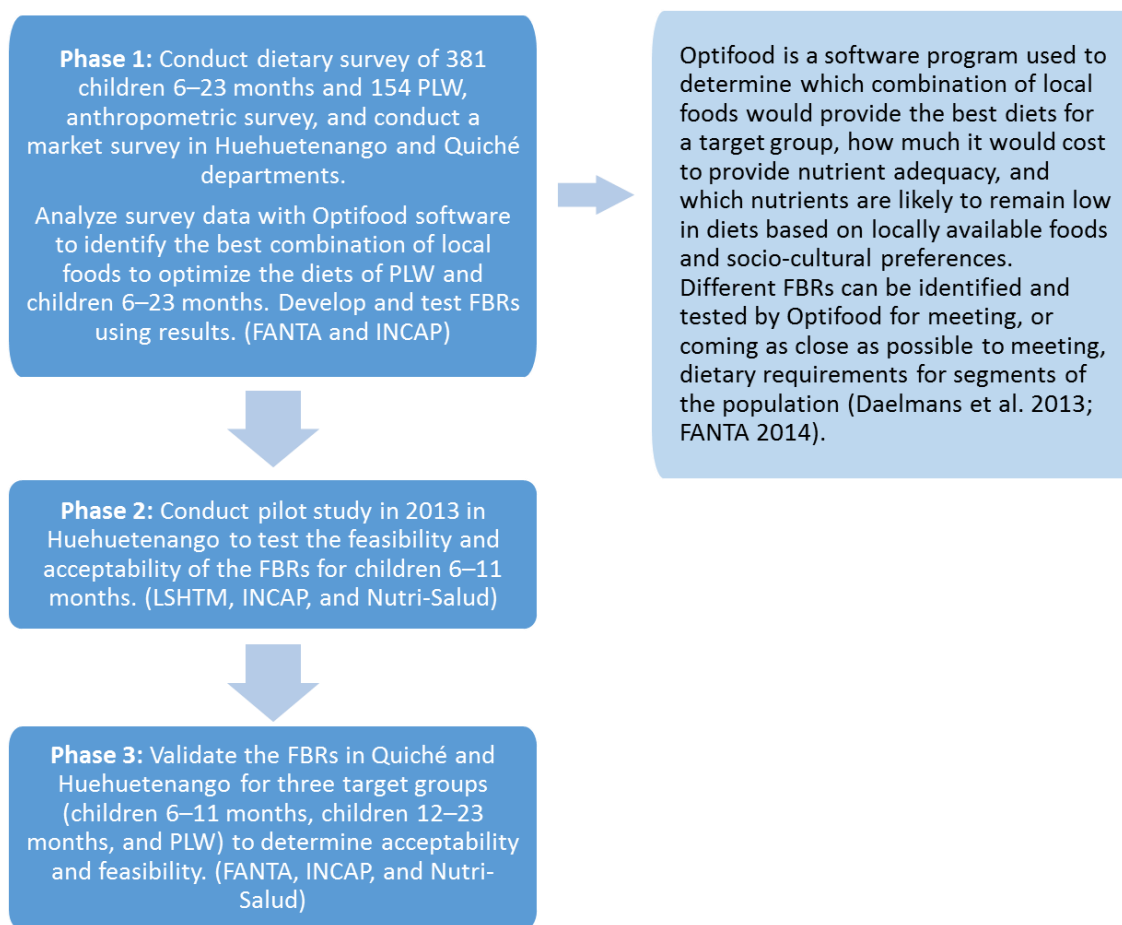 Phase 1: Conduct dietary survey of 381
children 6–23 months and 154 PLW,
anthropometric survey, and conduct a
market survey in Huehuetenango and Quiché
departments.
Analyze survey data with Optifood software
to identify the best combination of local
foods to optimize the diets of PLW and
children 6–23 months. Develop and test FBRs
using results. (FANTA and INCAP)
Optifood is a software program used to
determine which combination of local
foods would provide the best diets for
a target group, how much it would cost
to provide nutrient adequacy, and
which nutrients are likely to remain low
in diets based on locally available foods
and socio-cultural preferences.
Different FBRs can be identified and
tested by Optifood for meeting, or
coming as close as possible to meeting,
dietary requirements for segments of
the population (Daelmans et al. 2013;
FANTA 2014).
Phase 2: Conduct pilot study in 2013 in
Huehuetenango to test the feasibility and
acceptability of the FBRs for children 6–11
months. (LSHTM, INCAP, and Nutri-Salud)
Phase 3: Validate the FBRs in Quiché and
Huehuetenango for three target groups
(children 6–11 months, children 12–23
months, and PLW) to determine acceptability
and feasibility. (FANTA, INCAP, and Nutri-
Salud)